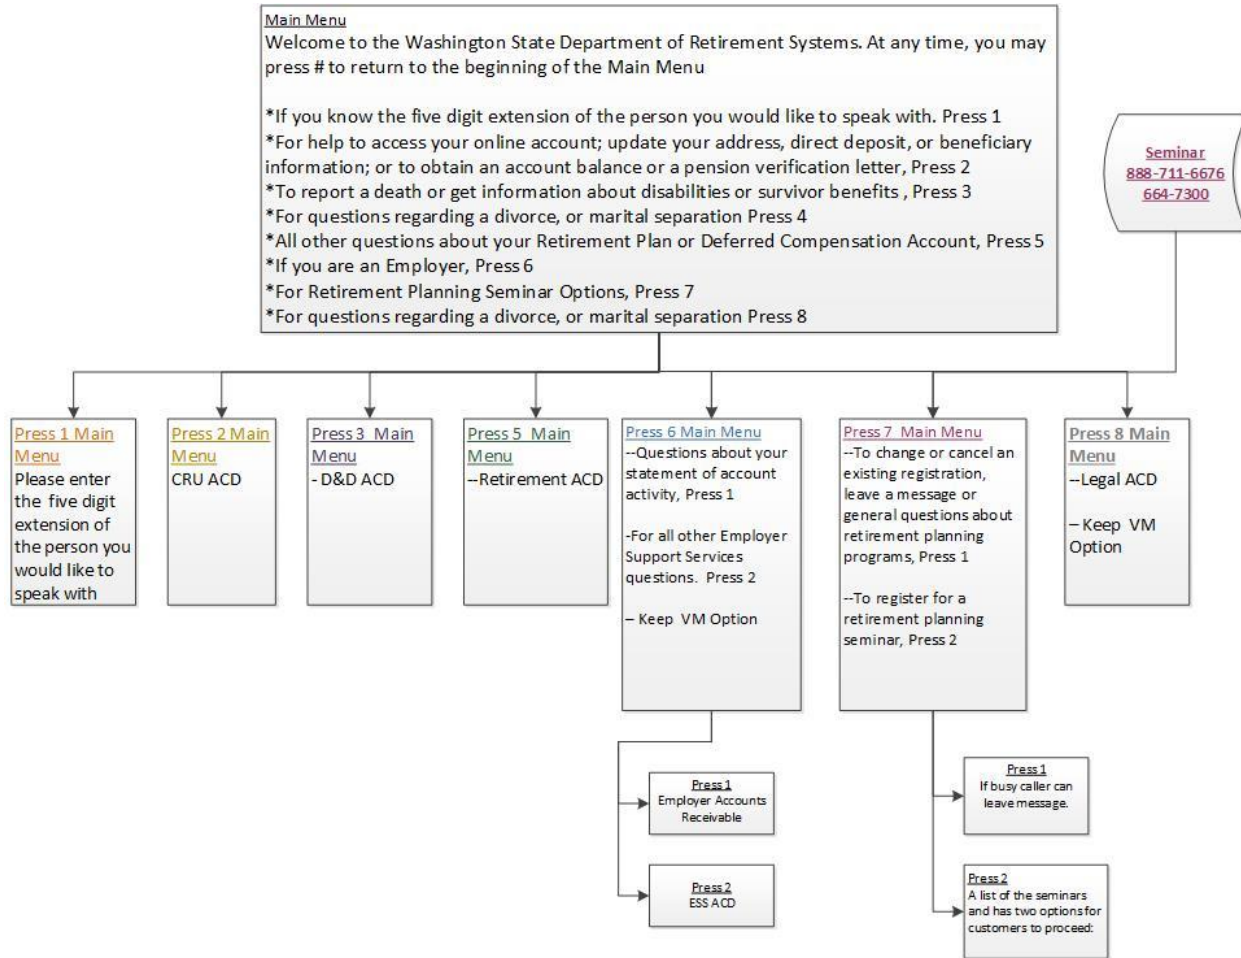 Main Menu
Welcome to the Washington State Department of Retirement Systems. At any time, you may
press # to return to the beginning of the Main Menu
*If you know the five digit extension of the person you would like to speak with. Press 1
*For help to access your online account; update your address, direct deposit, or beneficiary
information; or to obtain an account balance or a pension verification letter, Press 2
*To report a death or get information about disabilities or survivor benefits , Press 3
*For questions regarding a divorce, or marital separation Press 4
*All other questions about your Retirement Plan or Deferred Compensation Account, Press 5
*If you are an Employer, Press 6
*For Retirement Planning Seminar Options, Press 7
*For questions regarding a divorce, or marital separation Press 8
Seminar
888-711-6676
664-7300
Press 1 Main
Menu
Please enter
the five digit
extension of
the person you
would like to
speak with
Press 2 Main
Menu
CRU ACD
Press 3 Main
Menu
- D&D ACD
Press 5 Main
Menu
--Retirement ACD
Press 6 Main Menu
--Questions about your
statement of account
activity, Press 1
-For all other Employer
Support Services
questions. Press 2
– Keep VM Option
Press 7 Main Menu
--To change or cancel an
existing registration,
leave a message or
general questions about
retirement planning
programs, Press 1
--To register for a
retirement planning
seminar, Press 2
Press 8 Main
Menu
--Legal ACD
– Keep VM
Option
Press 1
Employer Accounts
Receivable
Press 2
ESS ACD
Press 1
If busy caller can
leave message.
Press 2
A list of the seminars
and has two options for
customers to proceed: